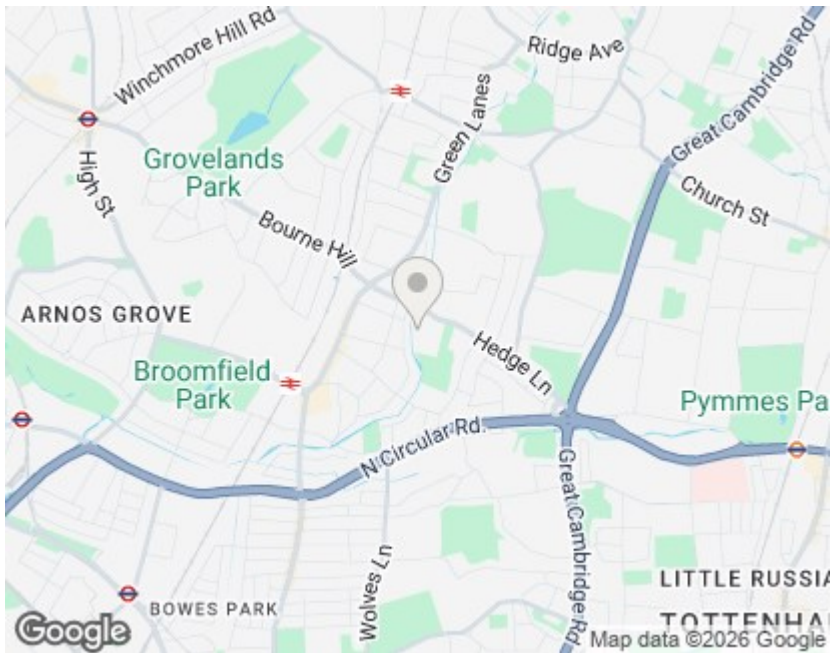 Winchmore Hill Rd
Ridge Ave
Great Cambridge Rd
Green Lanes
Grovelands
Park
High St
Church St
Bourne Hill
ARNOS GROVE
Hedge Ln
Broomfield
Park
Pymmes Pa
N Circular Rd.
Great Cambridge Rd
Wolves Ln
LITTLE RUSSIA
BOWES PARK
TOTTENHA
Google
Map data ©2026 Google